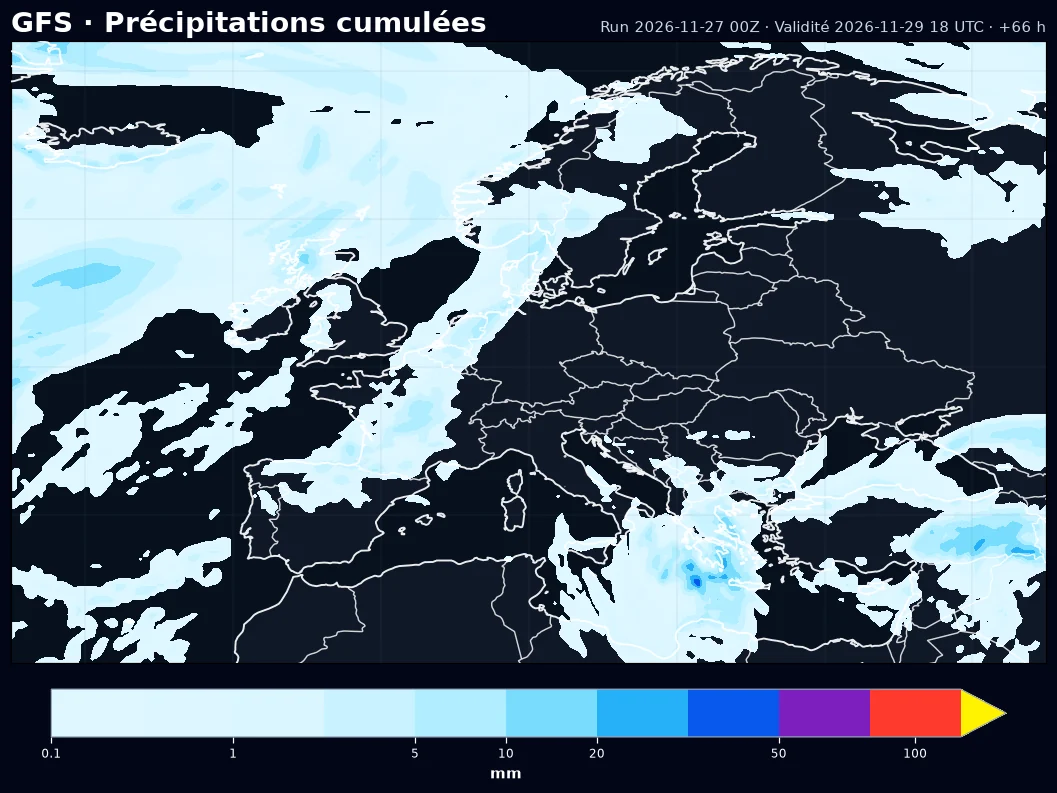 GFS · Précipitations cumulées
Run 2026-11-27 00Z · Validité 2026-11-29 18 UTC · +66 h
0.1 1 5 10 20 50 100
mm